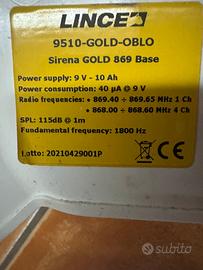 LINCE
9510-GOLD-OBLO
Sirena GOLD 869 Base
Power supply: 9 V - 10 Ah
Power consumption: 40 µA @ 9 V
Radio frequencies: • 869.40 ÷ 869.65 MHz 1 Ch
• 868.00 ÷ 868.60 MHz 4 Ch
SPL: 115dB @ 1m
Fundamental frequency: 1800 Hz
Lotto: 20210429001P
subito